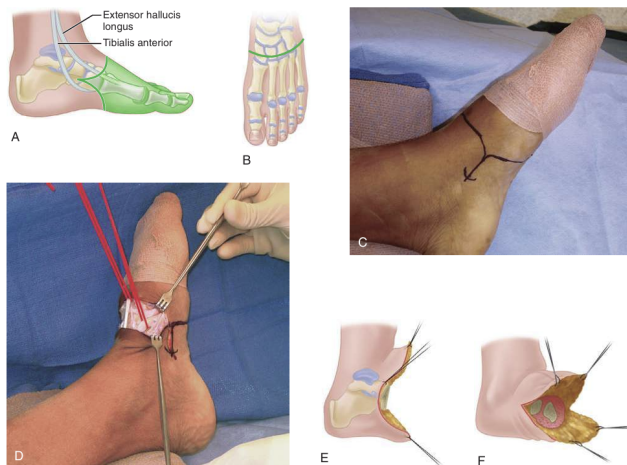 Extensor hallucis
longus
Tibialis anterior
A
B
C
D
E
F